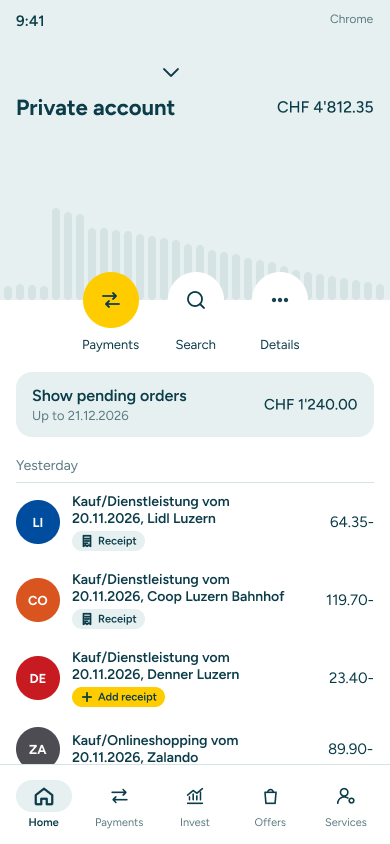 9:41
Chrome
Private account
CHF 4'812.35
Payments
Search
Details
Show pending orders
Up to 21.12.2026
CHF 1'240.00
Yesterday
LI
Kauf/Dienstleistung vom
20.11.2026, Lidl Luzern
64.35-
Receipt
CO
Kauf/Dienstleistung vom
20.11.2026, Coop Luzern Bahnhof
119.70-
Receipt
DE
Kauf/Dienstleistung vom
20.11.2026, Denner Luzern
23.40-
Add receipt
ZA
Kauf/Onlineshopping vom
20.11.2026, Zalando
89.90-
Home
Payments
Invest
Offers
Services